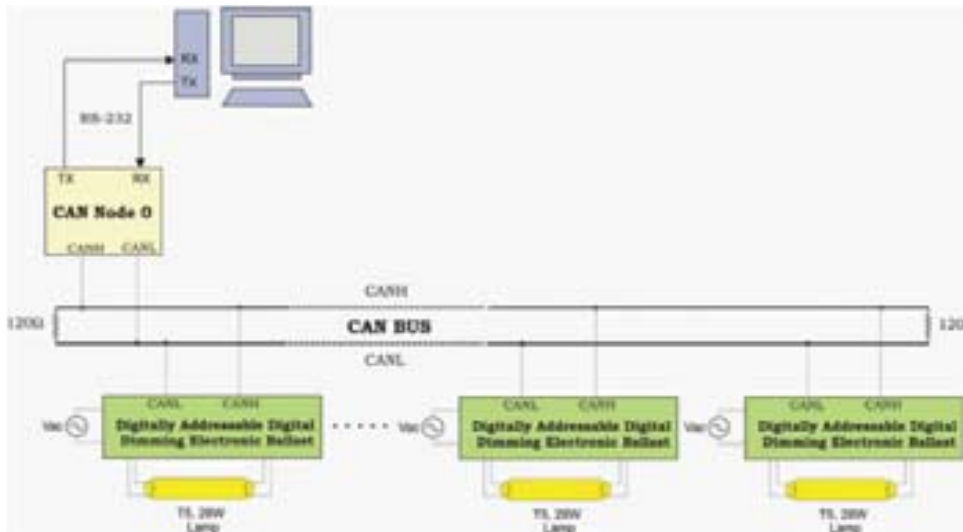 RX
TX
RS-232
TX RX
CAN Node 0
CANH CANL
CANH
120Ω
CAN BUS
120
CANL
CANL CANH
Vac
Digitally Addressable Digital
Dimming Electronic Ballast
T5, 28W
Lamp
CANL CANH
Vac
Digitally Addressable Digital
Dimming Electronic Ballast
T5, 28W
Lamp
CANL CANH
Vac
Digitally Addressable Digital
Dimming Electronic Ballast
T5, 28W
Lamp